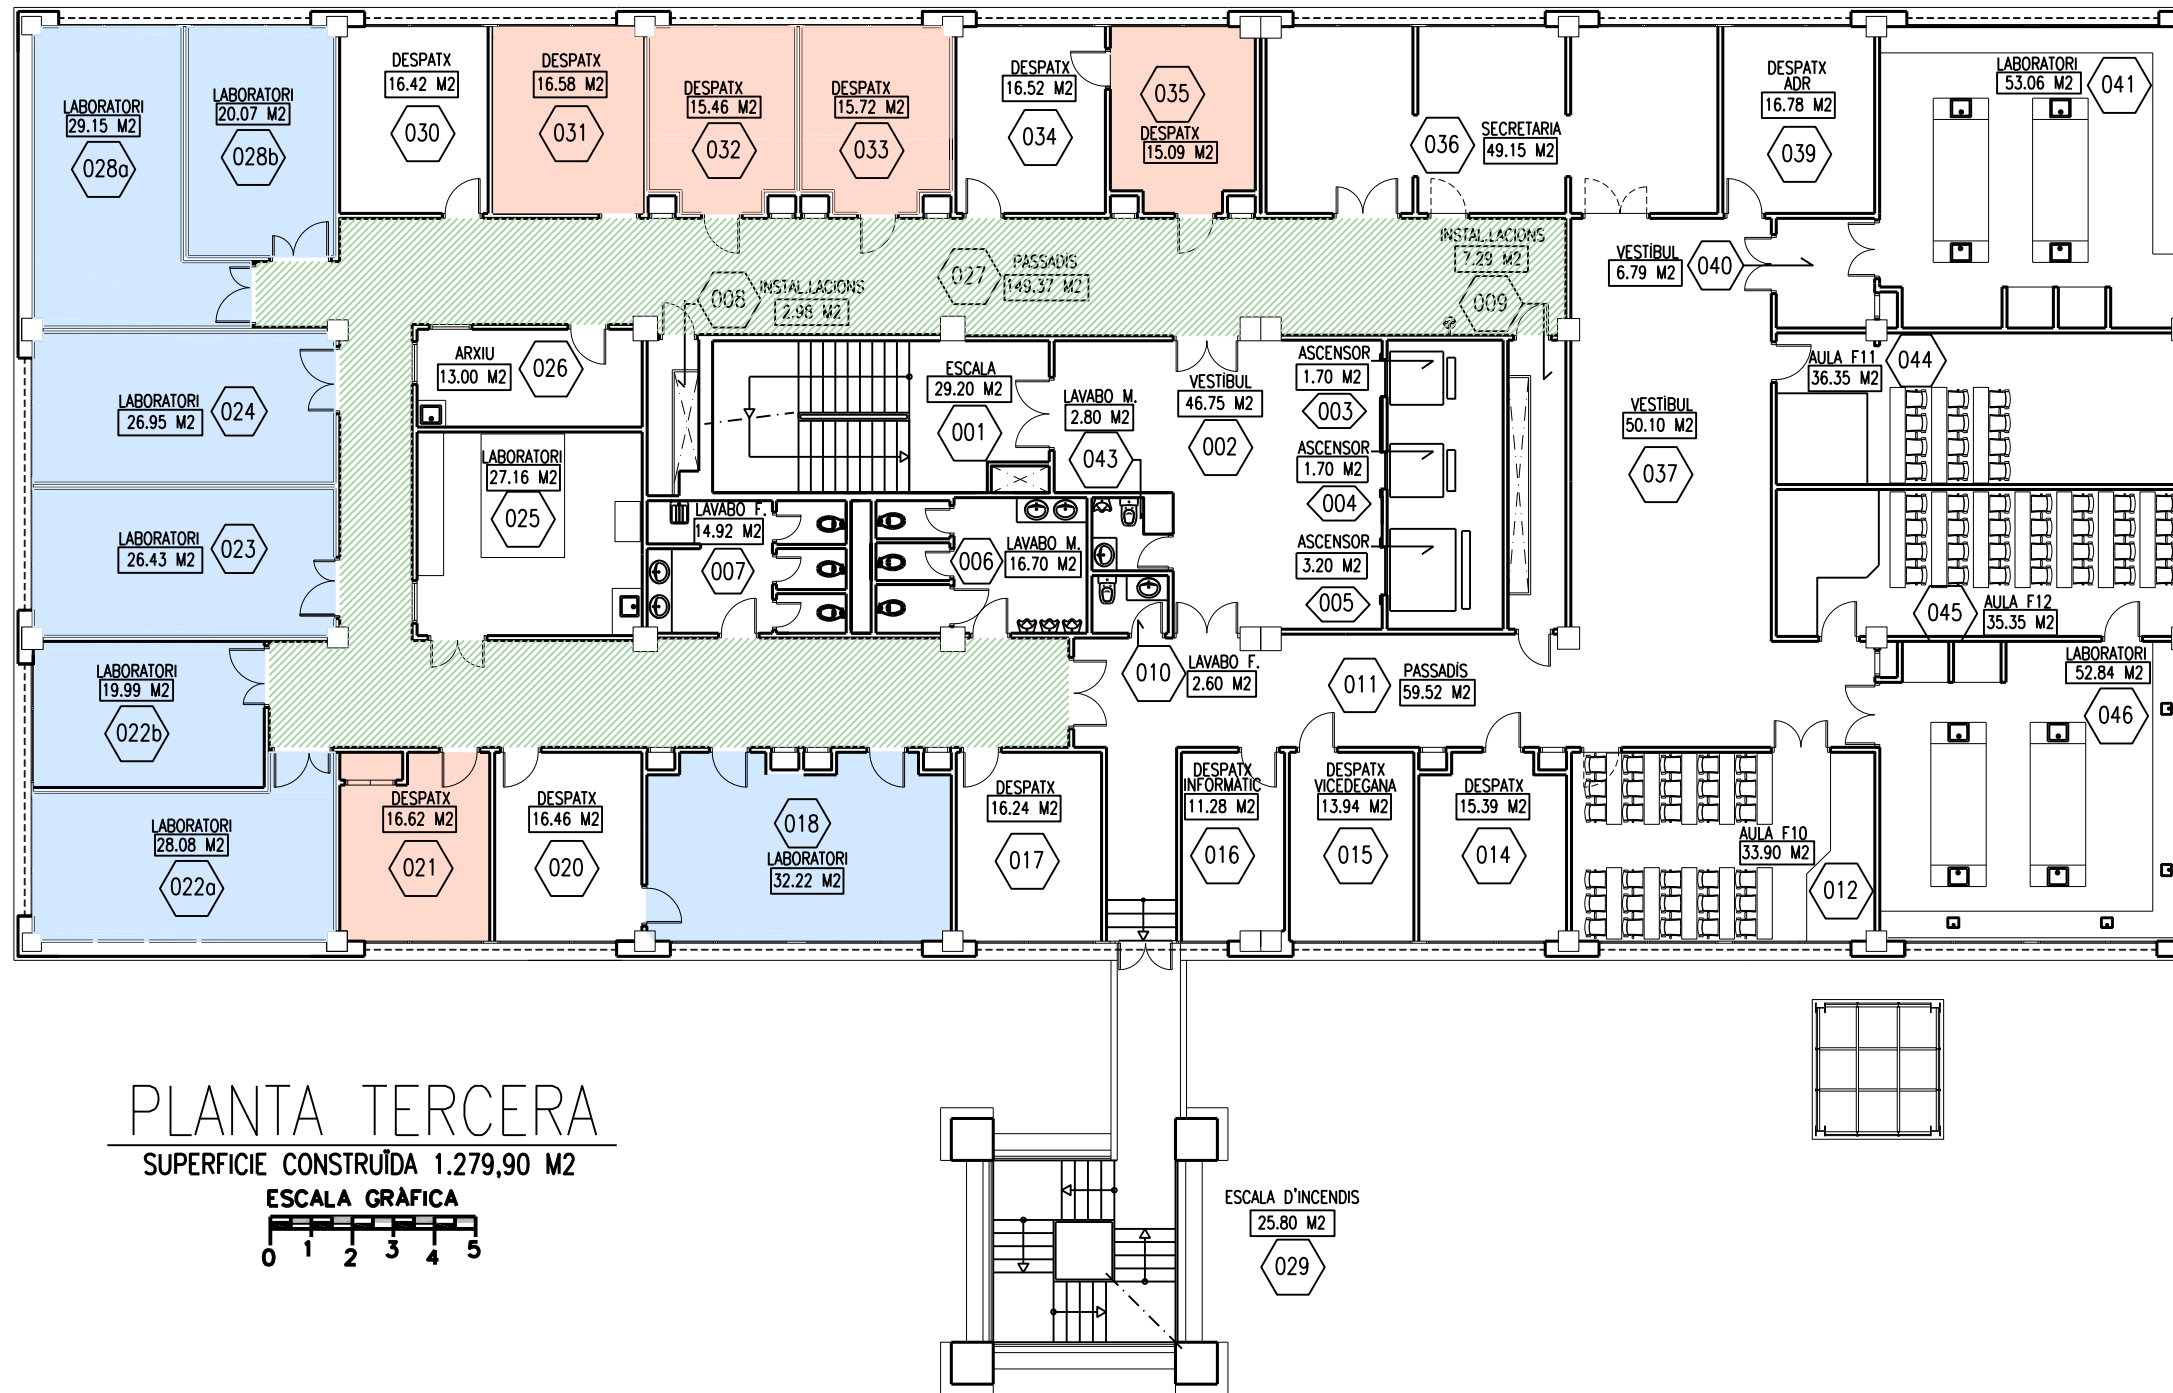 LABORATORI
29.15 M2
028a
LABORATORI
20.07 M2
028b
DESPATX
16.42 M2
030
DESPATX
16.58 M2
031
DESPATX
15.46 M2
032
DESPATX
15.72 M2
033
DESPATX
16.52 M2
034
035
DESPATX
15.09 M2
036
SECRETARIA
49.15 M2
DESPATX
ADR
16.78 M2
039
LABORATORI
53.06 M2
041
INSTAL.LACIONS
7.29 M2
009
027
PASSADÍS
149.37 M2
008
INSTAL.LACIONS
2.98 M2
VESTÍBUL
6.79 M2
040
LABORATORI
26.95 M2
024
ARXIU
13.00 M2
026
ESCALA
29.20 M2
001
LAVABO M.
2.80 M2
043
VESTÍBUL
46.75 M2
002
ASCENSOR
1.70 M2
003
ASCENSOR
1.70 M2
004
ASCENSOR
3.20 M2
005
VESTÍBUL
50.10 M2
037
AULA F11
36.35 M2
044
LABORATORI
26.43 M2
023
LABORATORI
27.16 M2
025
LAVABO F.
14.92 M2
007
006
LAVABO M.
16.70 M2
045
AULA F12
35.35 M2
LABORATORI
19.99 M2
022b
010
LAVABO F.
2.60 M2
011
PASSADÍS
59.52 M2
LABORATORI
52.84 M2
046
LABORATORI
28.08 M2
022a
DESPATX
16.62 M2
021
DESPATX
16.46 M2
020
018
LABORATORI
32.22 M2
DESPATX
16.24 M2
017
DESPATX
INFORMÀTIC
11.28 M2
016
DESPATX
VICEDEGANA
13.94 M2
015
DESPATX
15.39 M2
014
AULA F10
33.90 M2
012
PLANTA TERCERA
SUPERFICIE CONSTRUÏDA 1.279,90 M2
ESCALA GRÀFICA
0 1 2 3 4 5
ESCALA D'INCENDIS
25.80 M2
029